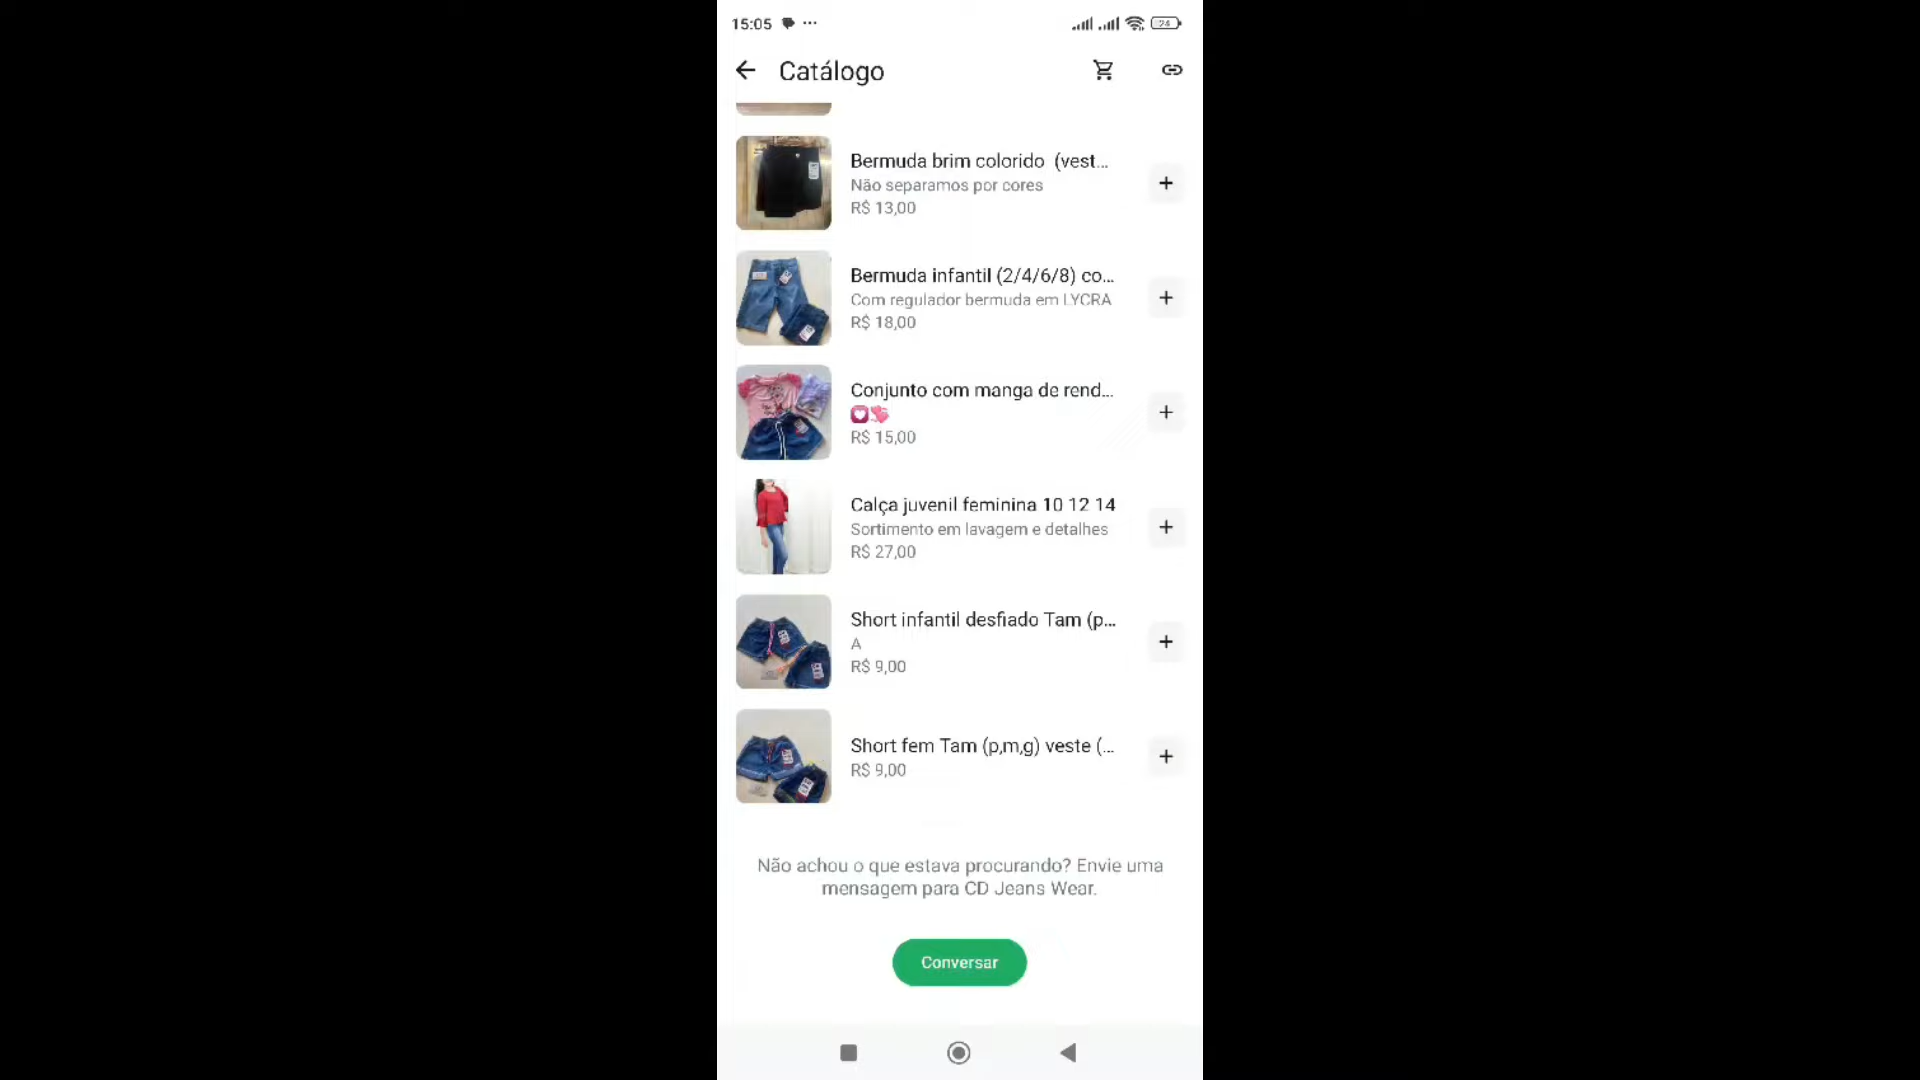 15:05
24
Catálogo
Bermuda brim colorido (vest...
Não separamos por cores
R$ 13,00
Bermuda infantil (2/4/6/8) co...
Com regulador bermuda em LYCRA
R$ 18,00
Conjunto com manga de rend...
R$ 15,00
Calça juvenil feminina 10 12 14
Sortimento em lavagem e detalhes
R$ 27,00
Short infantil desfiado Tam (p...
A
R$ 9,00
Short fem Tam (p,m,g) veste (...
R$ 9,00
Não achou o que estava procurando? Envie uma
mensagem para CD Jeans Wear.
Conversar